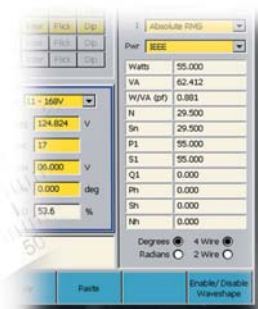 Flick Dip
Flick Dip
Flick Dip
11 - 168V
124.824 V
17
06.000 V
0.000 deg
53.6 %
50
I Absolute RMS
Pwr IEEE
Watts 55.000
VA 62.412
W/VA (pf) 0.881
N 29.500
Sn 29.500
P1 55.000
S1 55.000
Q1 0.000
Ph 0.000
Sh 0.000
Nh 0.000
Degrees 4 Wire
Radians 2 Wire
Paste
Enable/Disable
Waveshape